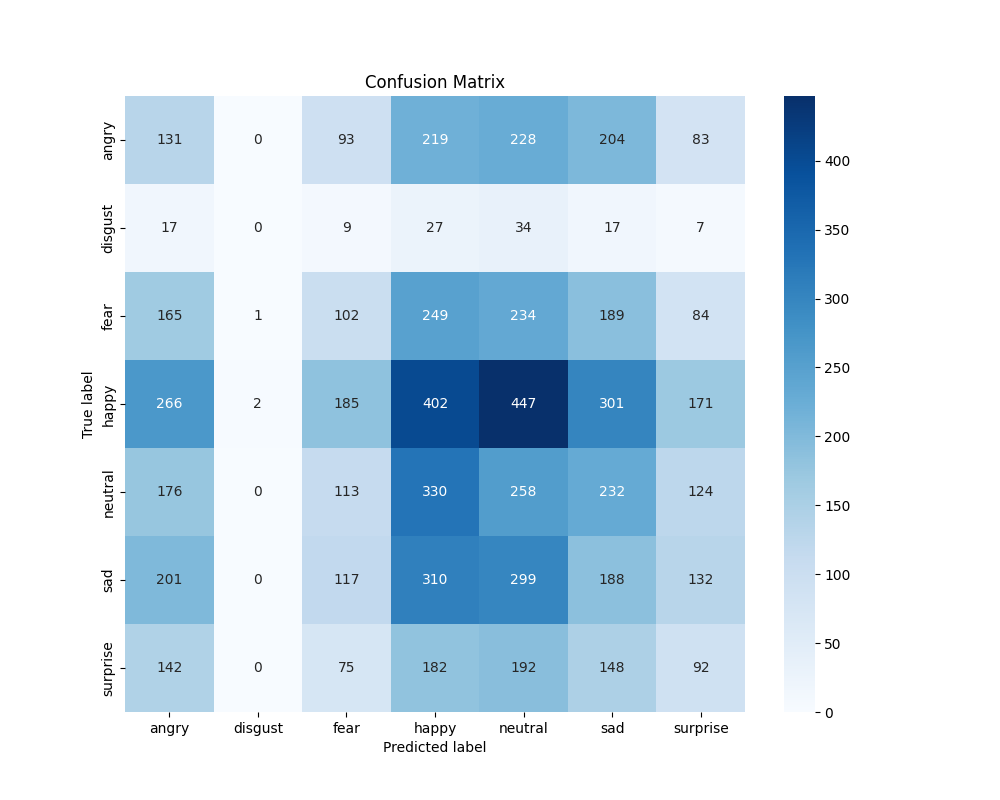 Confusion Matrix
angry 131 0 93 219 228 204 83
disgust 17 0 9 27 34 17 7
fear 165 1 102 249 234 189 84
happy 266 2 185 402 447 301 171
neutral 176 0 113 330 258 232 124
sad 201 0 117 310 299 188 132
surprise 142 0 75 182 192 148 92
True label
angry disgust fear happy neutral sad surprise
Predicted label
400
350
300
250
200
150
100
50
0